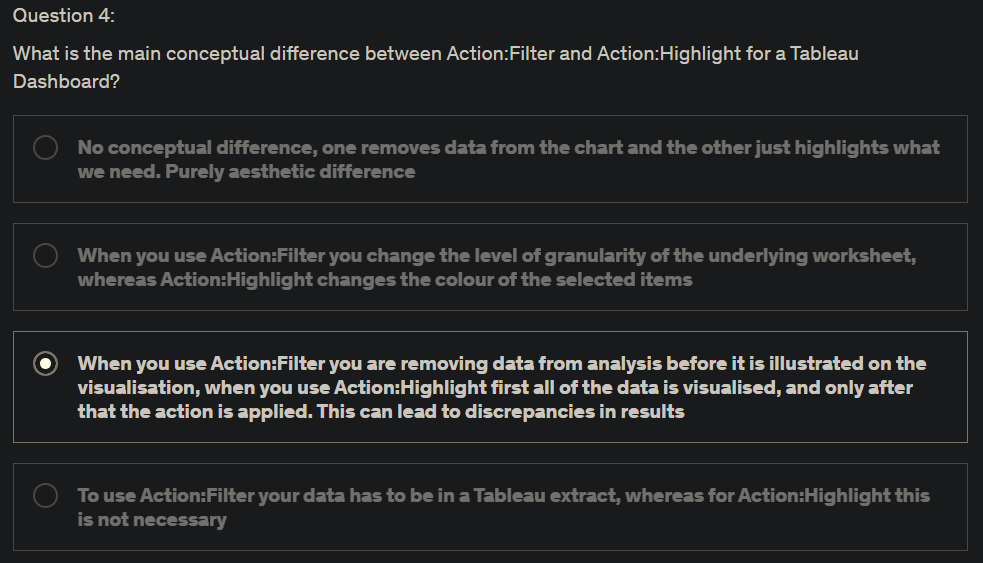 Question 4:
What is the main conceptual difference between Action:Filter and Action:Highlight for a Tableau
Dashboard?
No conceptual difference, one removes data from the chart and the other just highlights what
we need. Purely aesthetic difference
When you use Action:Filter you change the level of granularity of the underlying worksheet,
whereas Action:Highlight changes the colour of the selected items
When you use Action:Filter you are removing data from analysis before it is illustrated on the
visualisation, when you use Action:Highlight first all of the data is visualised, and only after
that the action is applied. This can lead to discrepancies in results
To use Action:Filter your data has to be in a Tableau extract, whereas for Action:Highlight this
is not necessary